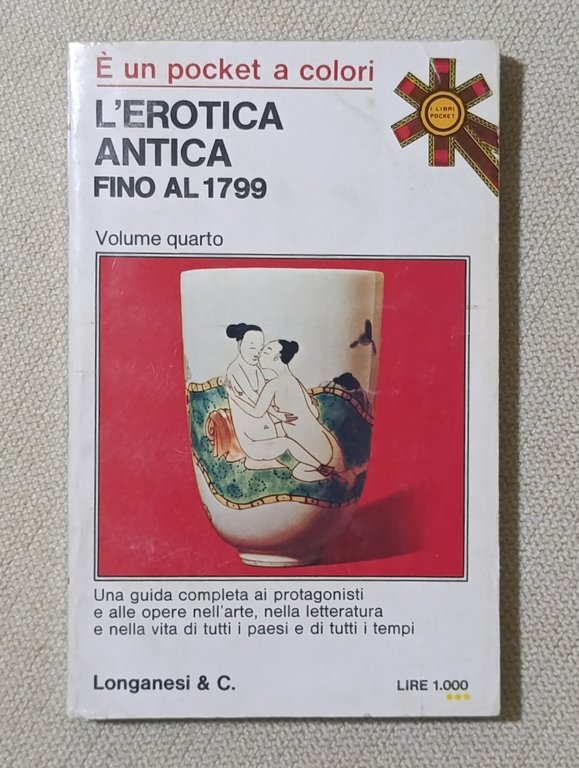 È un pocket a colori
I LIBRI
POCKET
L'EROTICA
ANTICA
FINO AL 1799
Volume quarto
Una guida completa ai protagonisti
e alle opere nell'arte, nella letteratura
e nella vita di tutti i paesi e di tutti i tempi
Longanesi & C.
LIRE 1.000